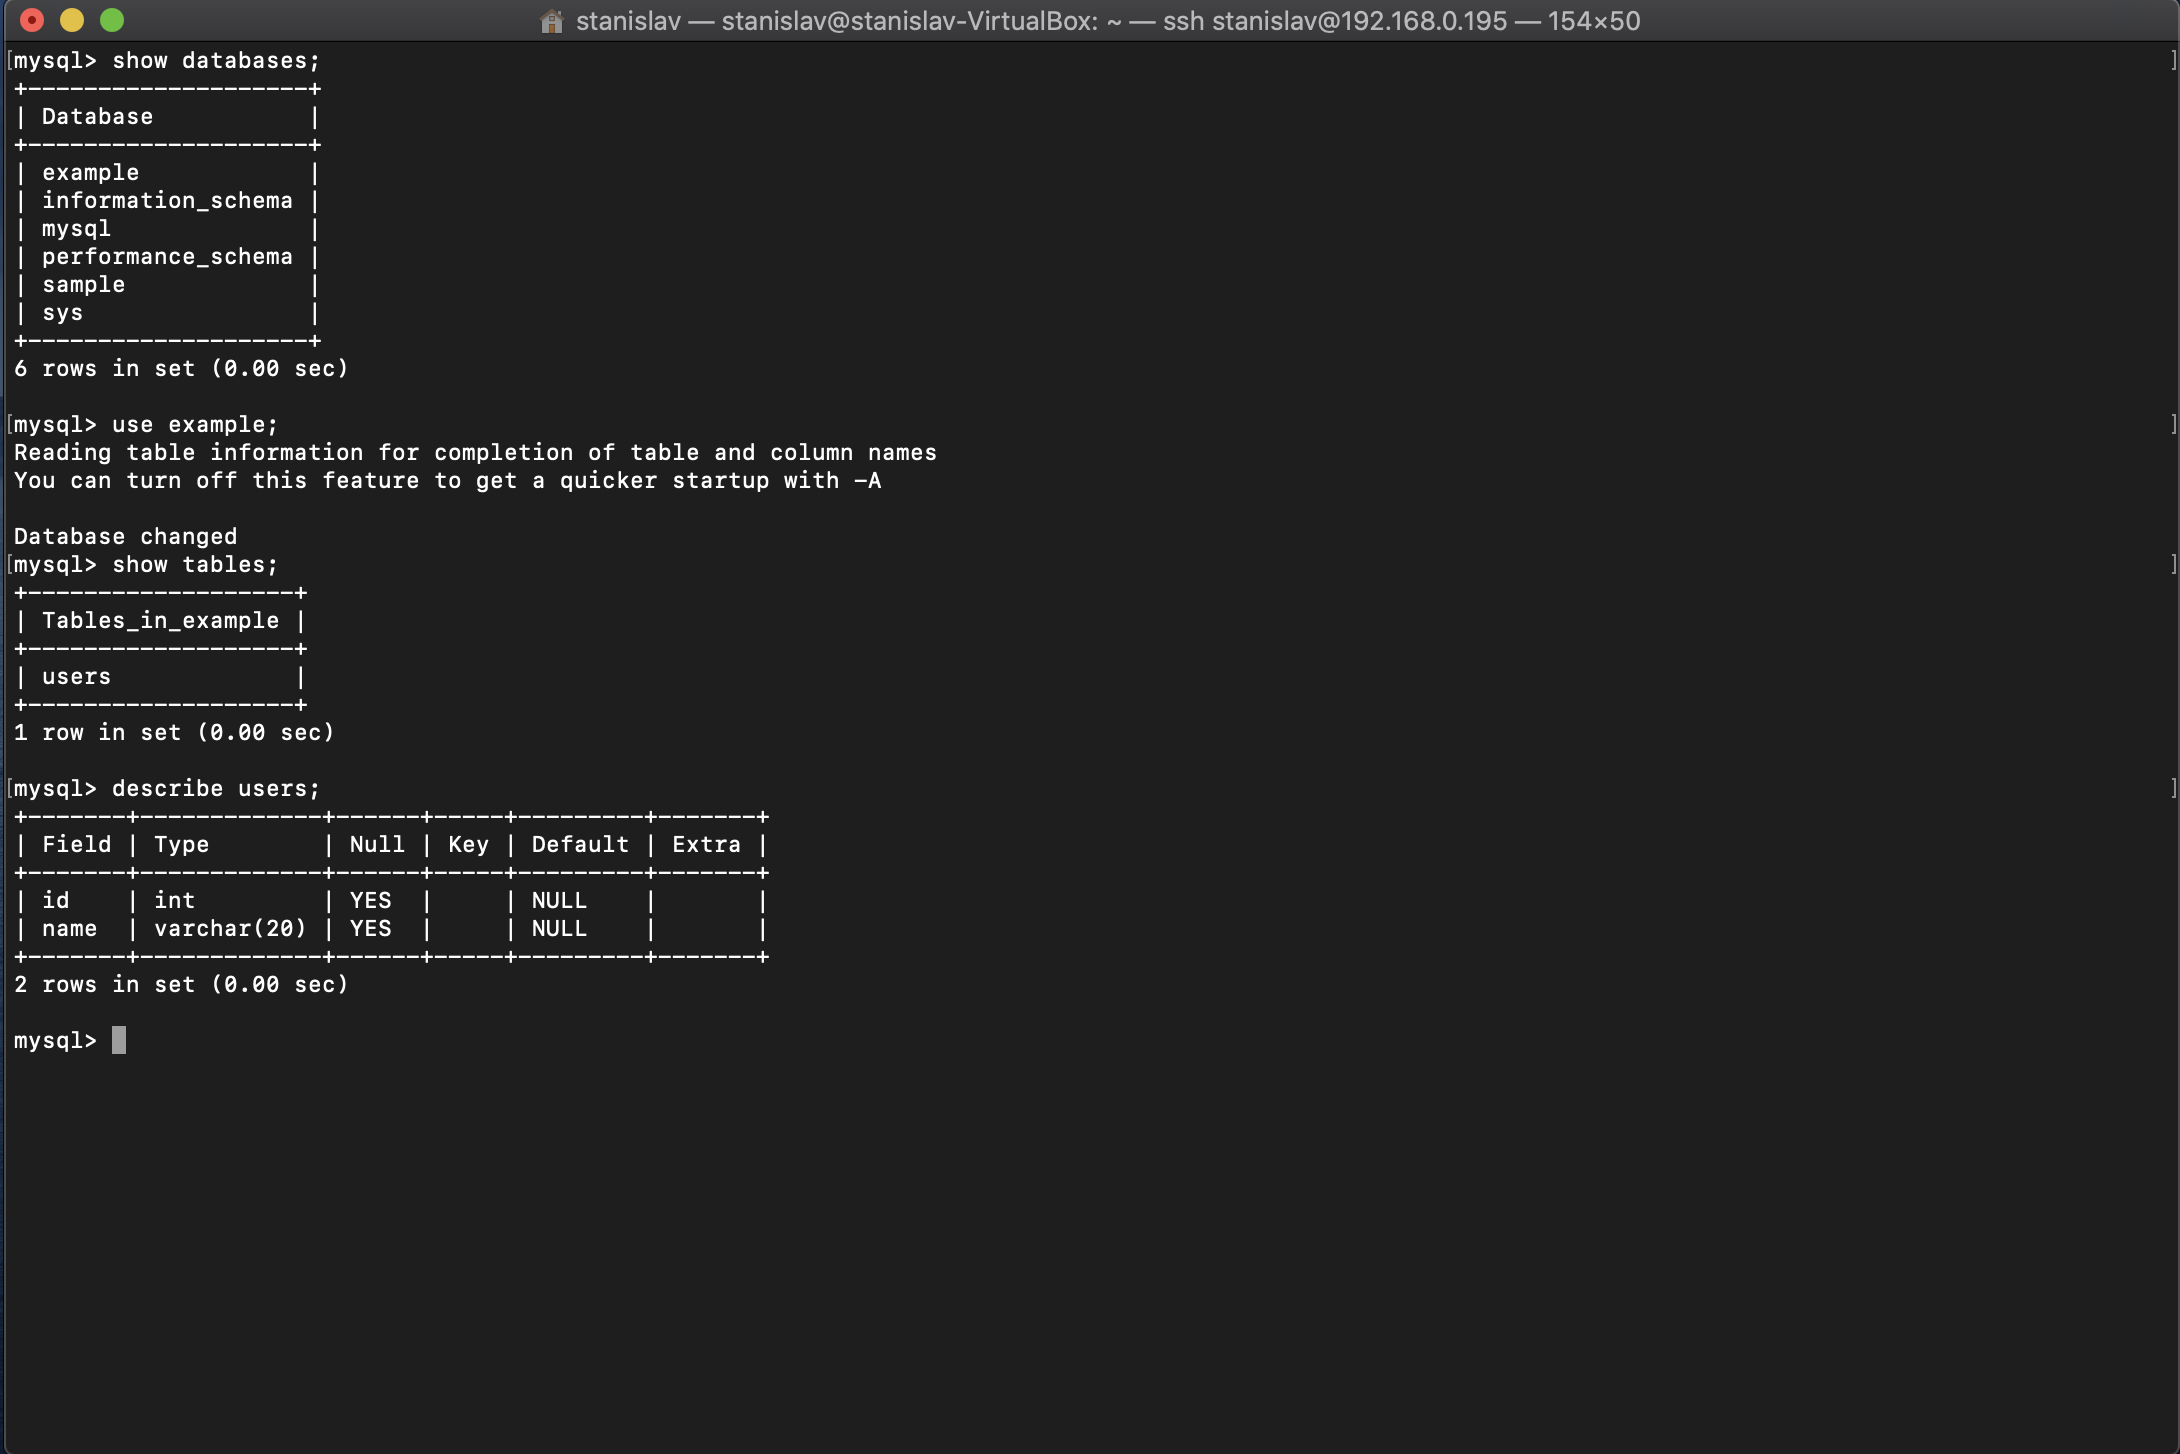 stanislav — stanislav@stanislav-VirtualBox: ~ — ssh stanislav@192.168.0.195 — 154×50
[mysql> show databases; ]
+--------------------+
| Database           |
+--------------------+
| example            |
| information_schema |
| mysql              |
| performance_schema |
| sample             |
| sys                |
+--------------------+
6 rows in set (0.00 sec)
[mysql> use example; ]
Reading table information for completion of table and column names
You can turn off this feature to get a quicker startup with -A
Database changed
[mysql> show tables; ]
+-------------------+
| Tables_in_example |
+-------------------+
| users             |
+-------------------+
1 row in set (0.00 sec)
[mysql> describe users; ]
+-------+-------------+------+-----+---------+-------+
| Field | Type        | Null | Key | Default | Extra |
+-------+-------------+------+-----+---------+-------+
| id    | int         | YES  |     | NULL    |       |
| name  | varchar(20) | YES  |     | NULL    |       |
+-------+-------------+------+-----+---------+-------+
2 rows in set (0.00 sec)
mysql>